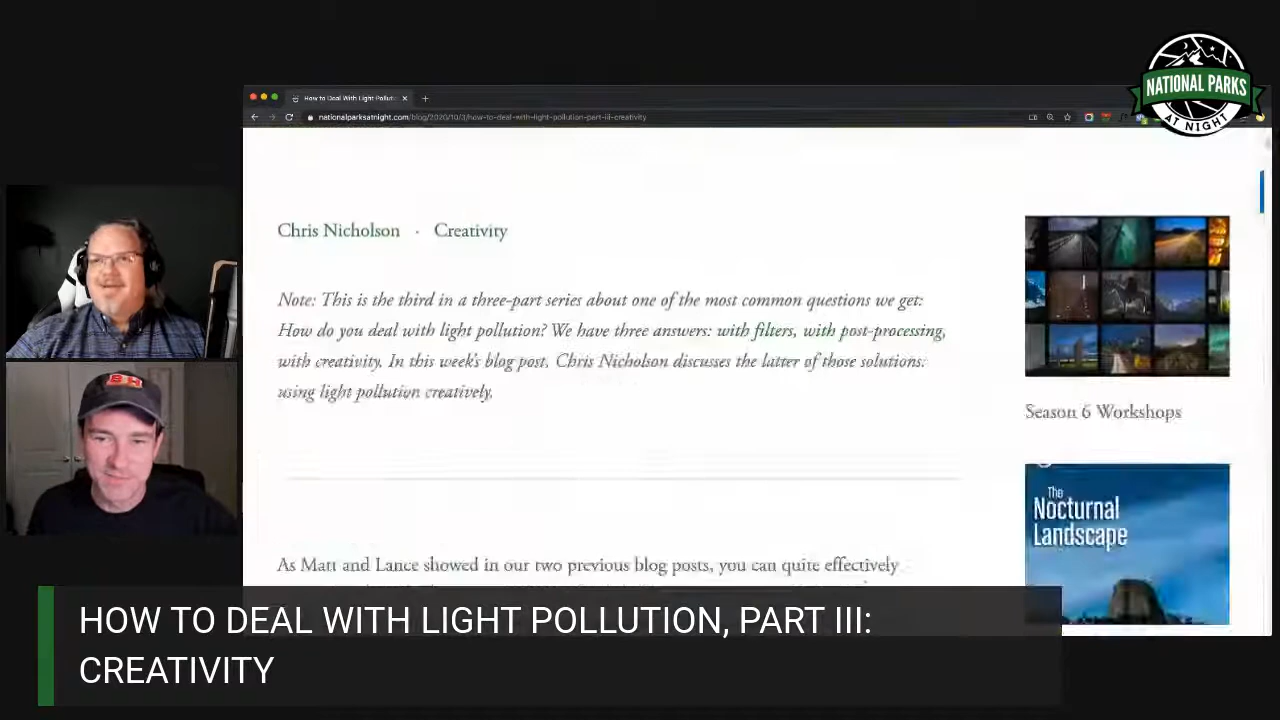 NATIONAL PARKS
AT NIGHT
How to Deal With Light Pollut
nationalparksatnight.com/blog/2020/10/3/how-to-deal-with-light-pollution-part-iii-creativity
Chris Nicholson · Creativity
Note: This is the third in a three-part series about one of the most common questions we get:
How do you deal with light pollution? We have three answers: with filters, with post-processing,
with creativity. In this week's blog post, Chris Nicholson discusses the latter of those solutions:
using light pollution creatively.
Season 6 Workshops
The
Nocturnal
Landscape
As Matt and Lance showed in our two previous blog posts, you can quite effectively
HOW TO DEAL WITH LIGHT POLLUTION, PART III:
CREATIVITY